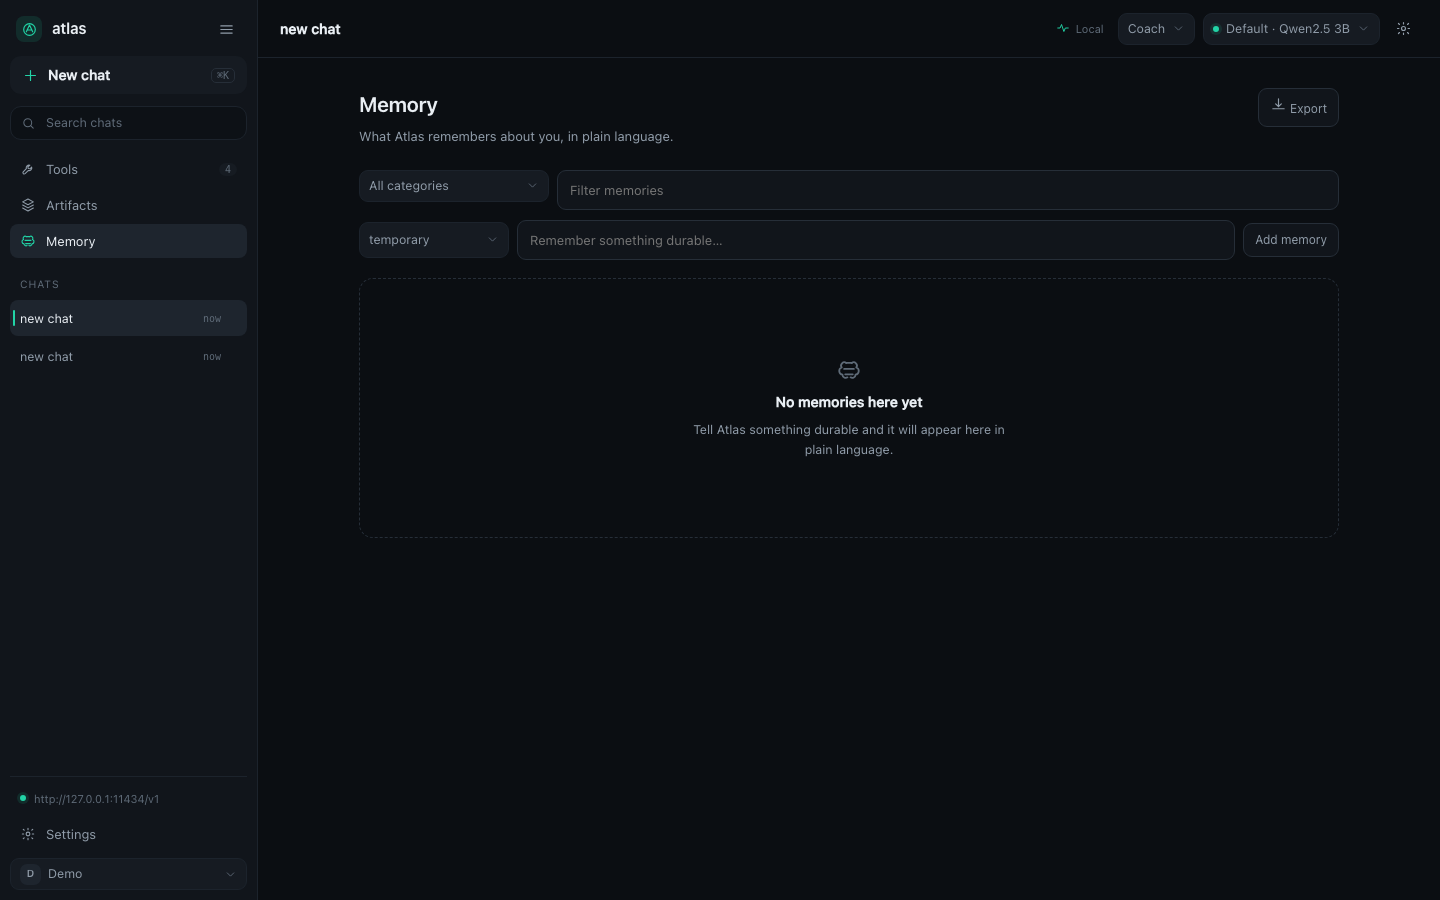 atlas
New chat
⌘K
Search chats
Tools
4
Artifacts
Memory
CHATS
new chat
now
new chat
now
http://127.0.0.1:11434/v1
Settings
D
Demo
new chat
Local
Coach
Default · Qwen2.5 3B
Memory
What Atlas remembers about you, in plain language.
Export
All categories
Filter memories
temporary
Remember something durable...
Add memory
No memories here yet
Tell Atlas something durable and it will appear here in
plain language.